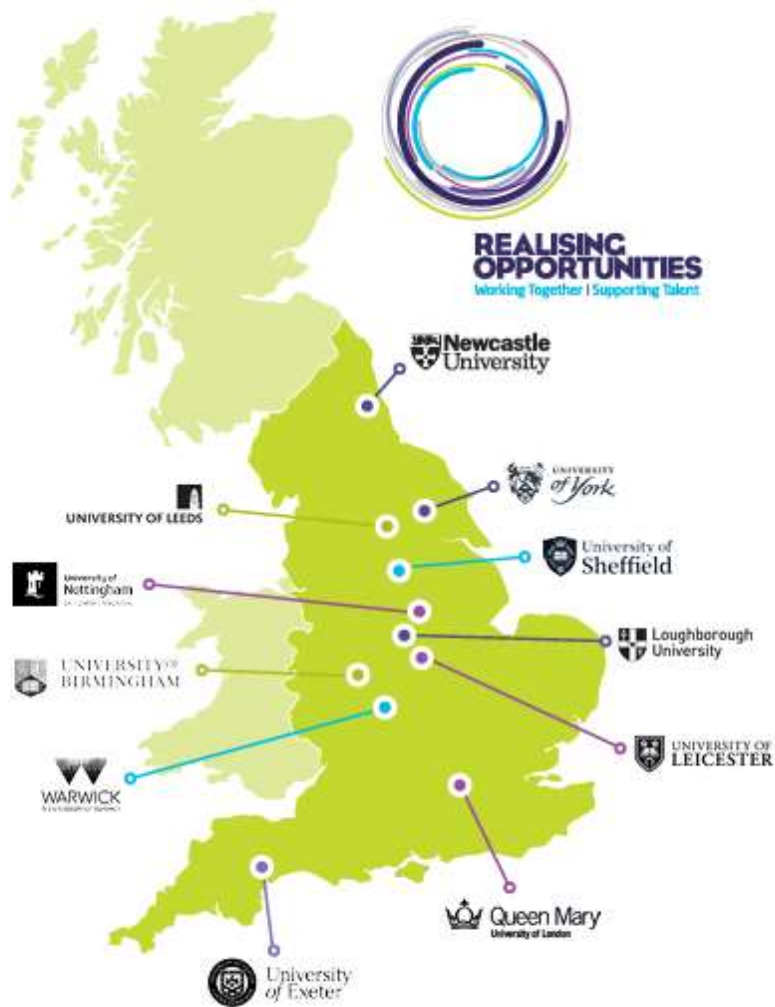 REALISING
OPPORTUNITIES
Working Together | Supporting Talent
Newcastle
University
UNIVERSITY
of York
UNIVERSITY OF LEEDS
University of
Sheffield
University of
Nottingham
Loughborough
University
UNIVERSITY OF
BIRMINGHAM
UNIVERSITY OF
LEICESTER
WARWICK
Queen Mary
University of London
University
of Exeter